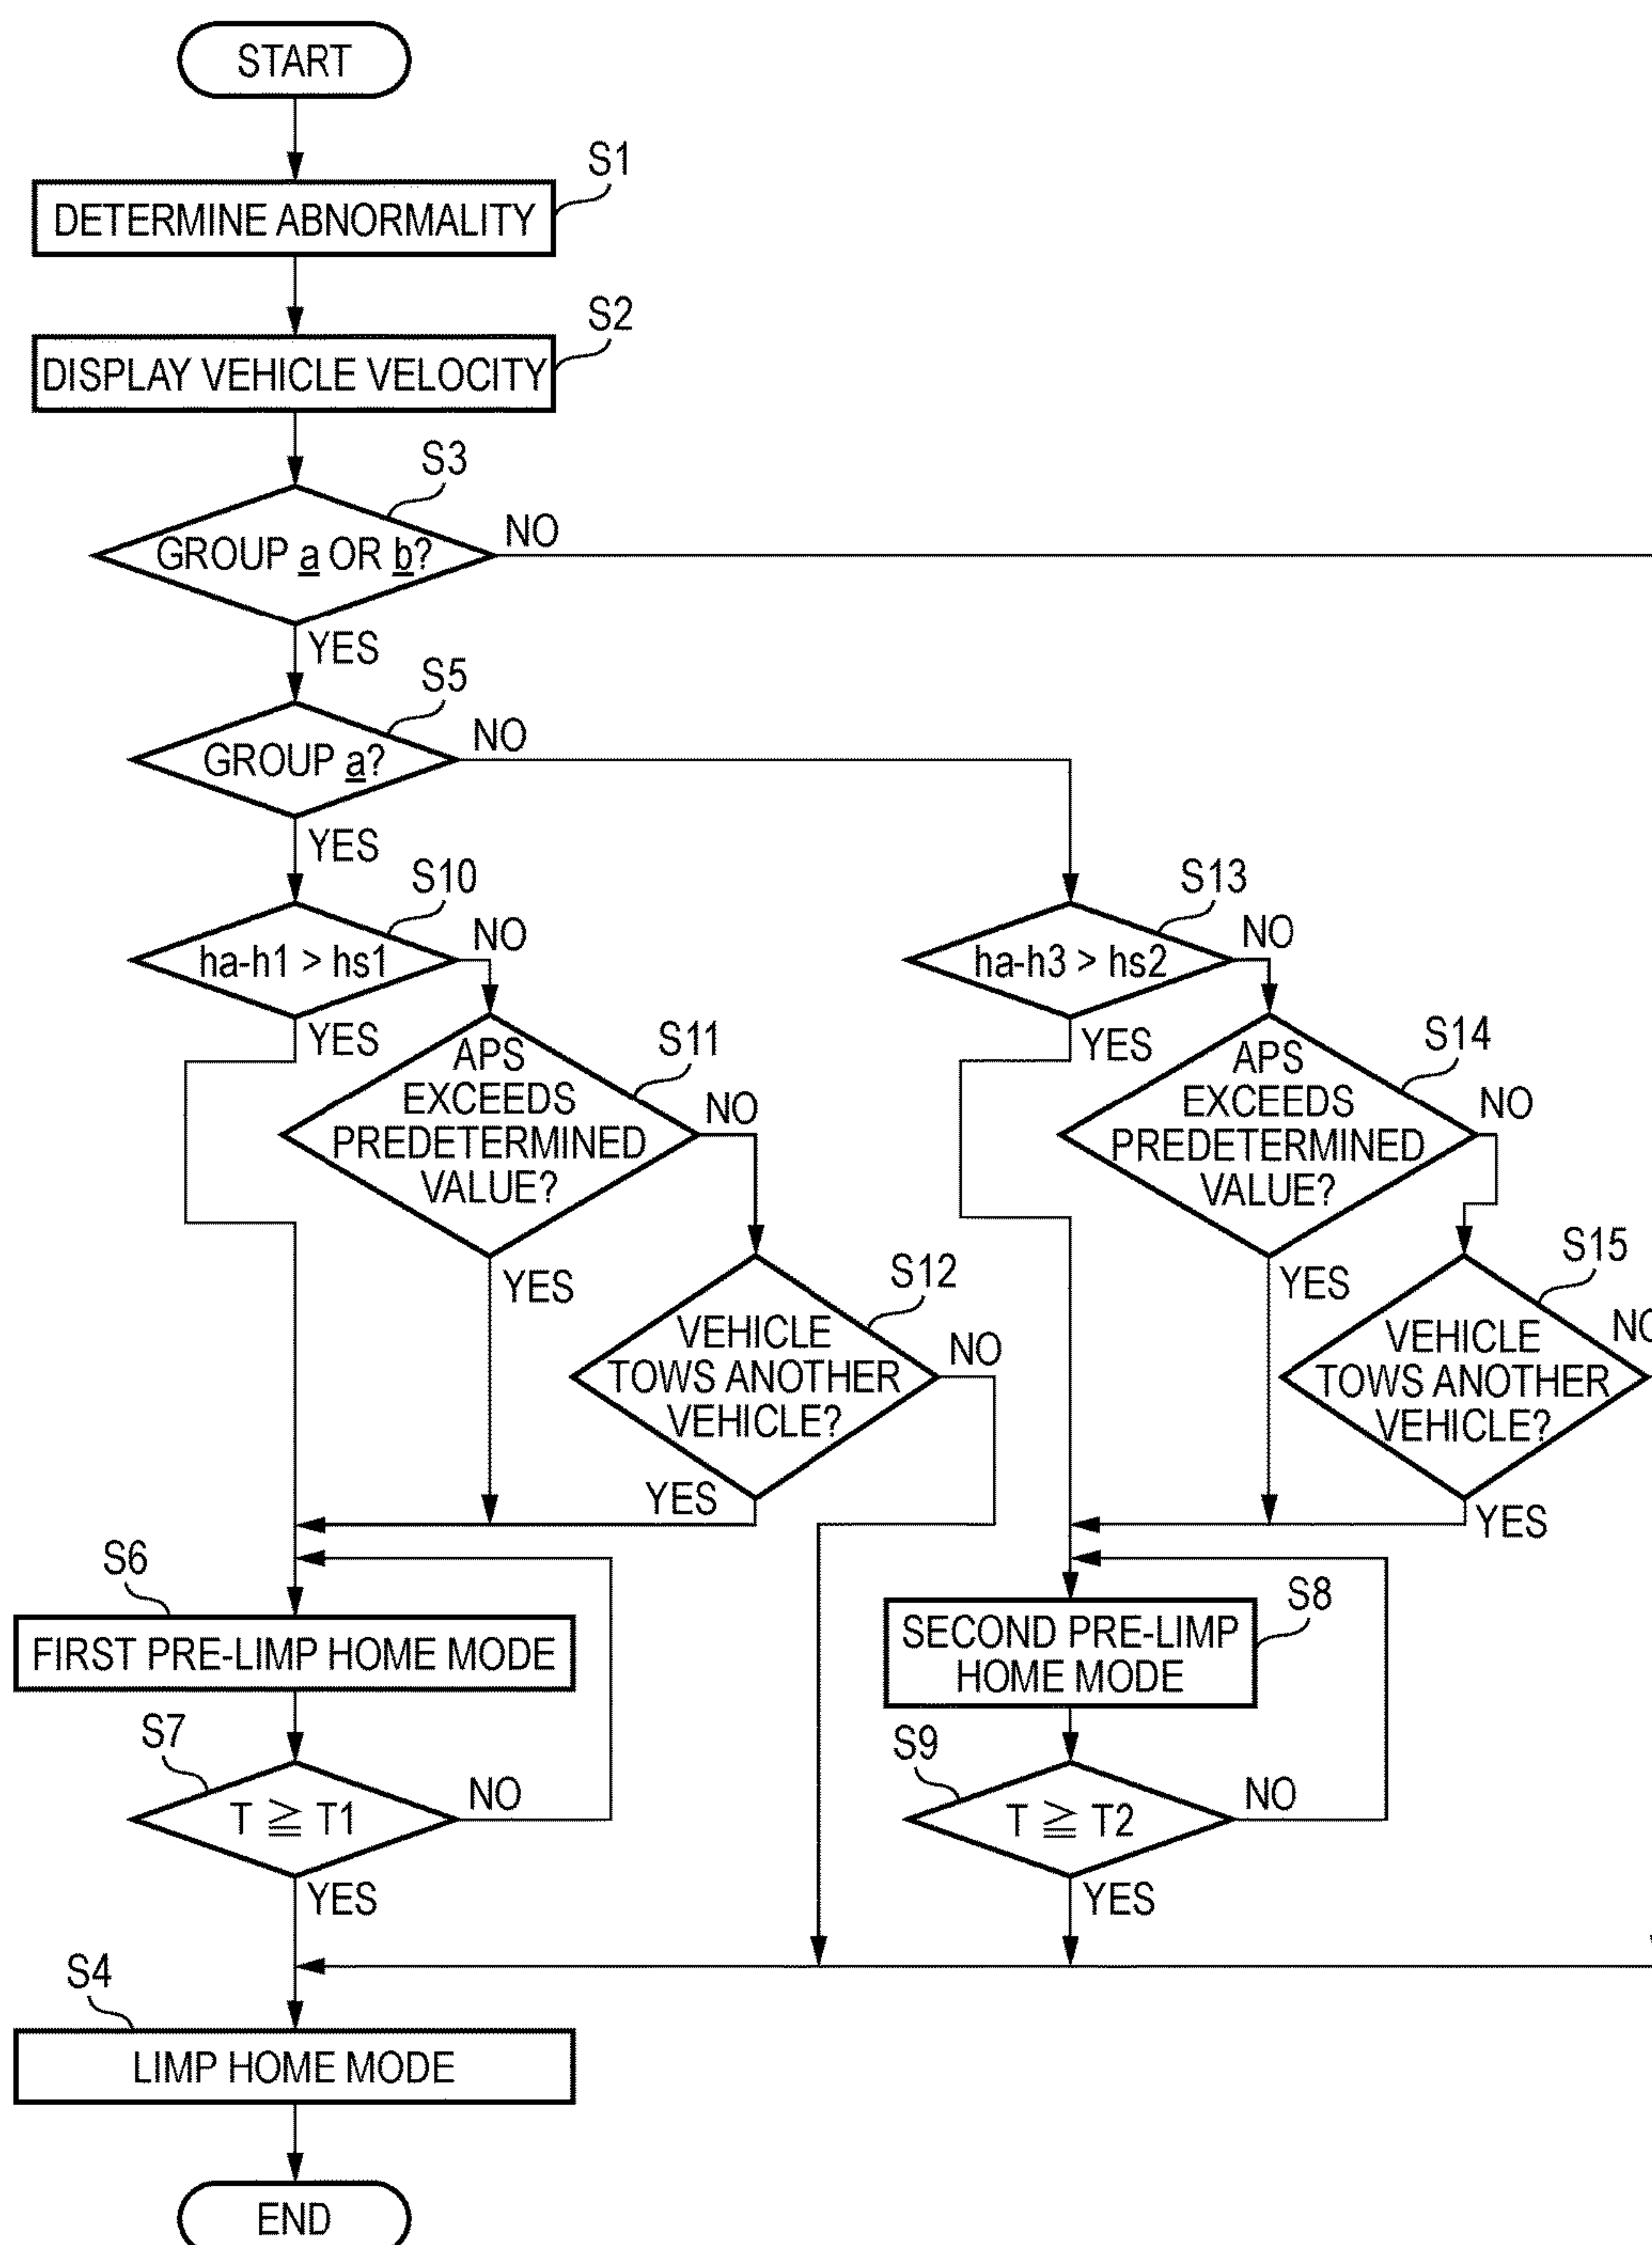 START
S1
DETERMINE ABNORMALITY
S2
DISPLAY VEHICLE VELOCITY
S3
GROUP a OR b?
NO
YES
S5
GROUP a?
NO
YES
S10
ha-h1 > hs1
NO
YES
S13
ha-h3 > hs2
NO
YES
S11
APS
EXCEEDS
PREDETERMINED
VALUE?
NO
YES
S14
APS
EXCEEDS
PREDETERMINED
VALUE?
NO
YES
S12
VEHICLE
TOWS ANOTHER
VEHICLE?
NO
YES
S15
VEHICLE
TOWS ANOTHER
VEHICLE?
NO
YES
S6
FIRST PRE-LIMP HOME MODE
S8
SECOND PRE-LIMP
HOME MODE
S7
T ≧ T1
NO
YES
S9
T ≧ T2
NO
YES
S4
LIMP HOME MODE
END